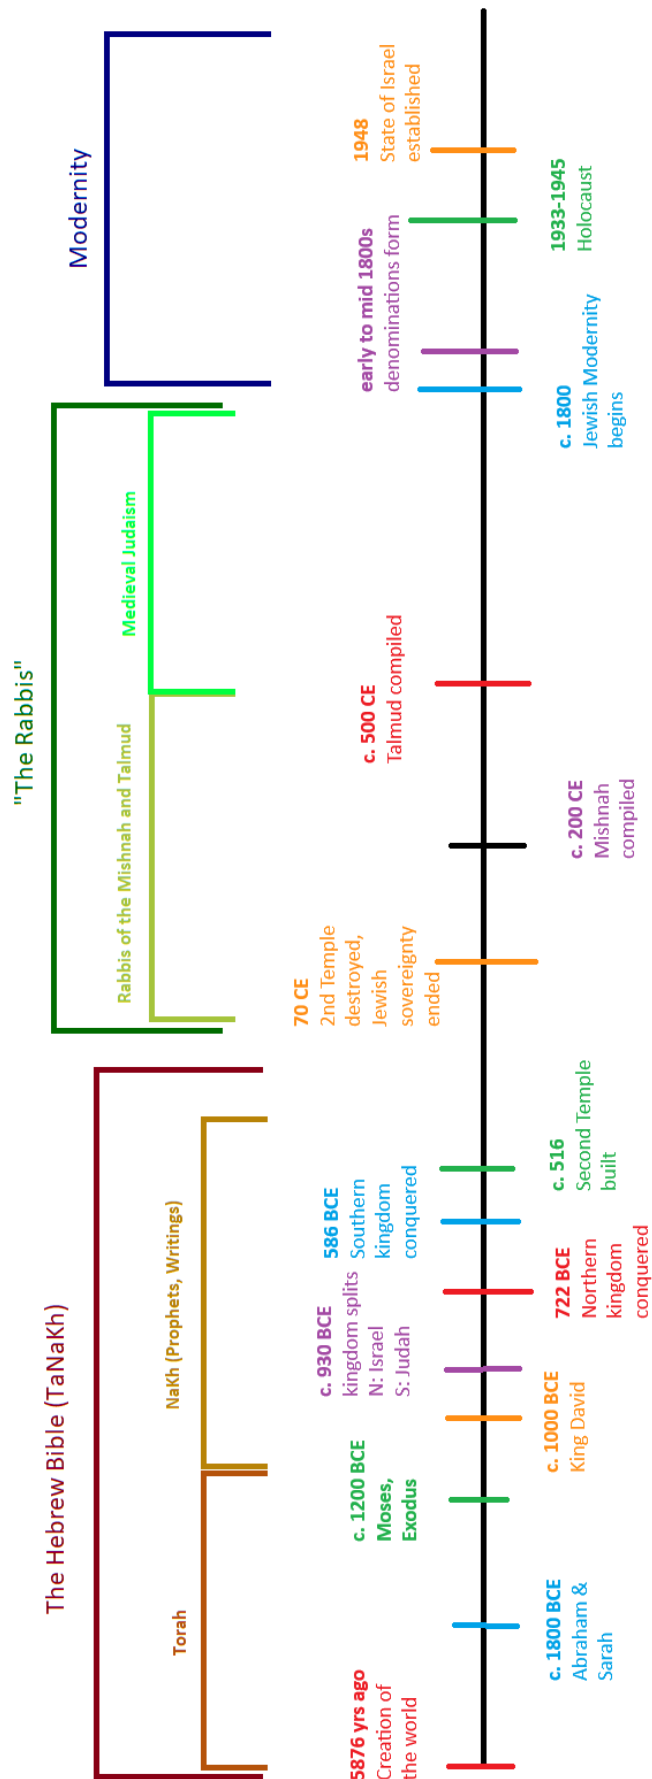 The Hebrew Bible (TaNaKh)
"The Rabbis"
Modernity
Torah
NaKh (Prophets, Writings)
Rabbis of the Mishnah and Talmud
Medieval Judaism
5876 yrs ago
Creation of
the world
c. 1800 BCE
Abraham &
Sarah
c. 1200 BCE
Moses,
Exodus
c. 1000 BCE
King David
c. 930 BCE
kingdom splits
N: Israel
S: Judah
722 BCE
Northern
kingdom
conquered
586 BCE
Southern
kingdom
conquered
c. 516
Second Temple
built
70 CE
2nd Temple
destroyed,
Jewish
sovereignty
ended
c. 200 CE
Mishnah
compiled
c. 500 CE
Talmud compiled
c. 1800
Jewish Modernity
begins
early to mid 1800s
denominations form
1933-1945
Holocaust
1948
State of Israel
established